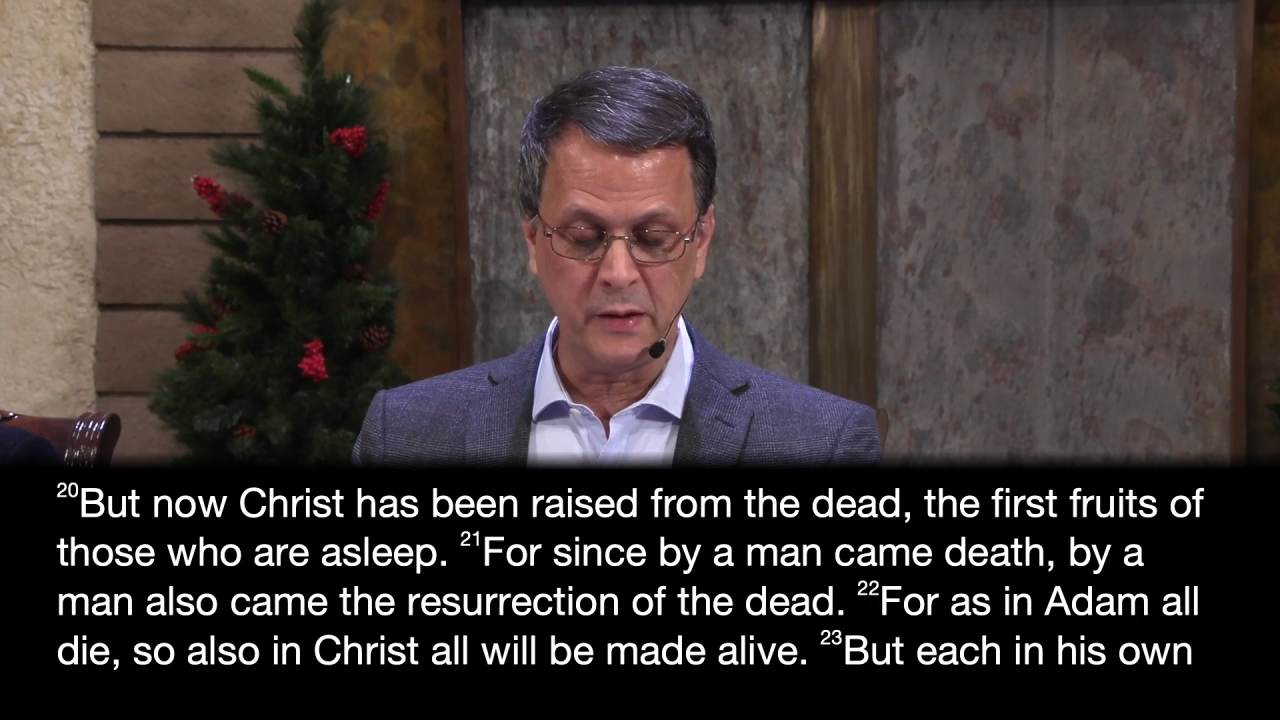 20But now Christ has been raised from the dead, the first fruits of
those who are asleep. 21For since by a man came death, by a
man also came the resurrection of the dead. 22For as in Adam all
die, so also in Christ all will be made alive. 23But each in his own